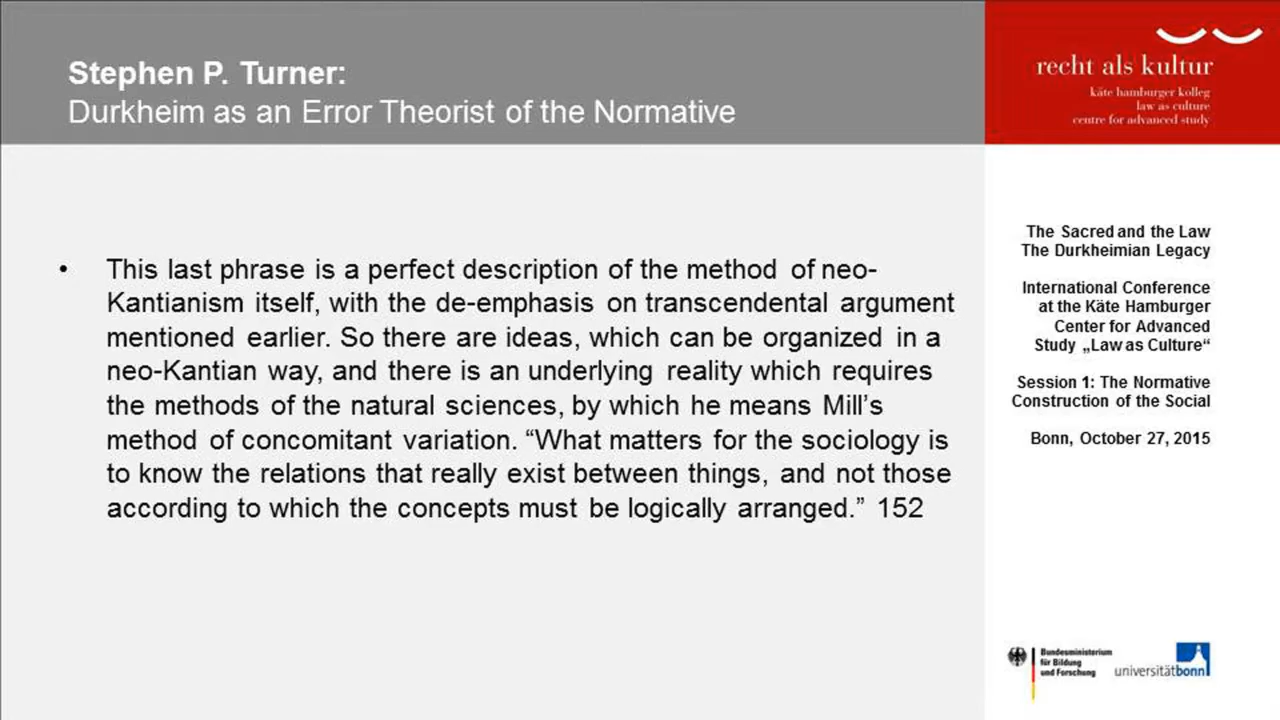 Stephen P. Turner:
Durkheim as an Error Theorist of the Normative
recht als kultur
käte hamburger kolleg
law as culture
centre for advanced study
• This last phrase is a perfect description of the method of neo-
Kantianism itself, with the de-emphasis on transcendental argument
mentioned earlier. So there are ideas, which can be organized in a
neo-Kantian way, and there is an underlying reality which requires
the methods of the natural sciences, by which he means Mill’s
method of concomitant variation. “What matters for the sociology is
to know the relations that really exist between things, and not those
according to which the concepts must be logically arranged.” 152
The Sacred and the Law
The Durkheimian Legacy
International Conference
at the Käte Hamburger
Center for Advanced
Study „Law as Culture“
Session 1: The Normative
Construction of the Social
Bonn, October 27, 2015
Bundesministerium
für Bildung
und Forschung
universitätbonn